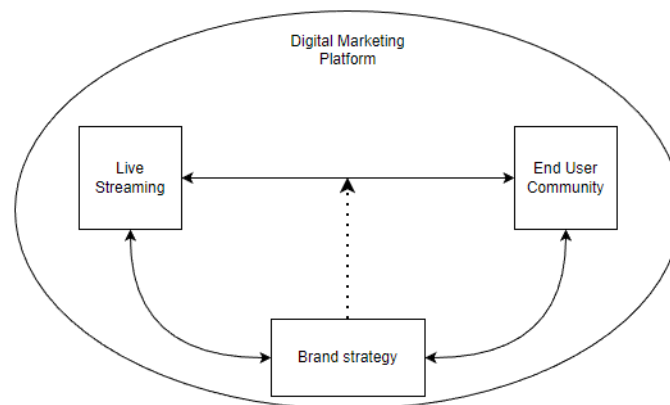 Digital Marketing
Platform
Live
Streaming
End User
Community
Brand strategy